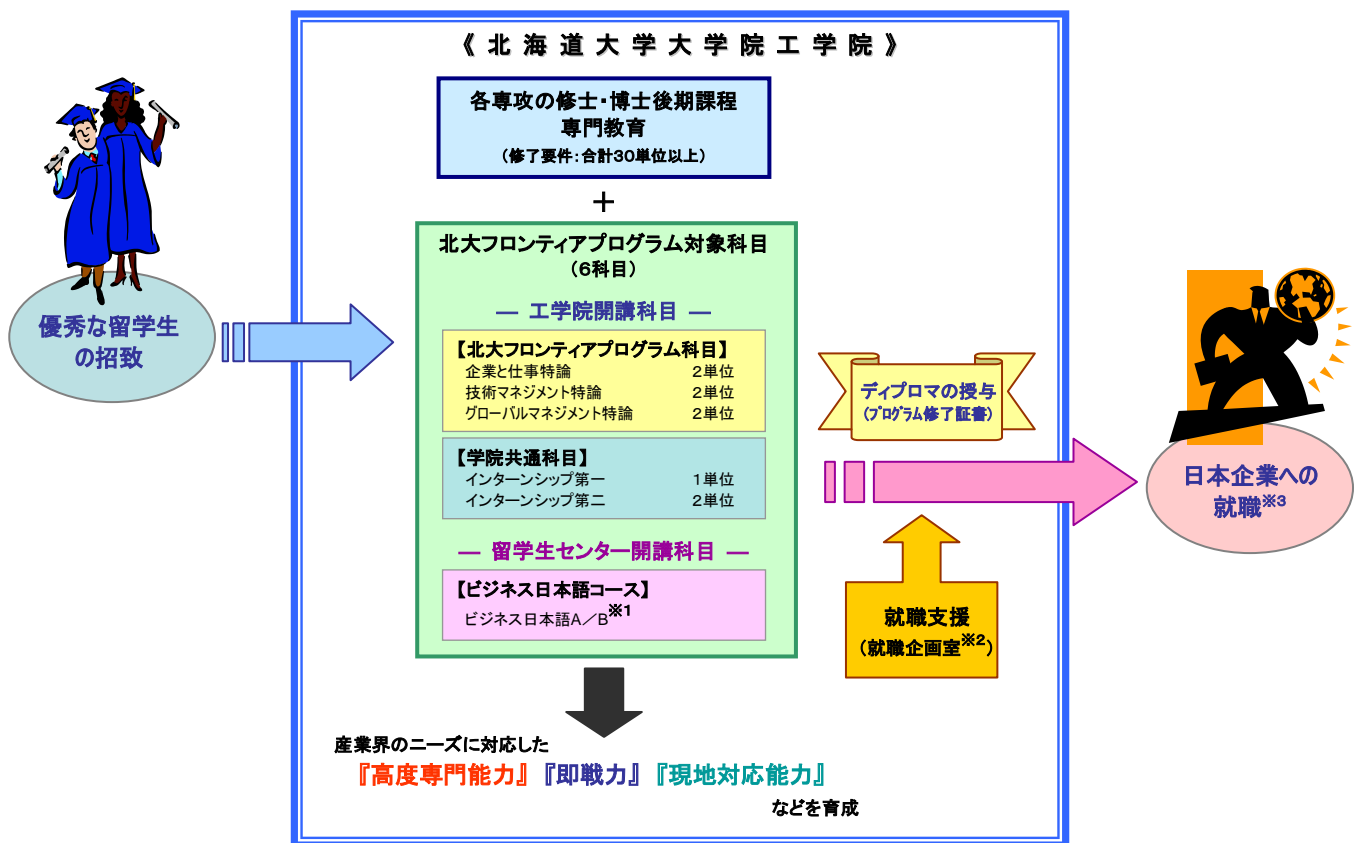 《 北 海 道 大 学 大 学 院 工 学 院 》
各専攻の修士・博士後期課程
専門教育
（修了要件：合計３０単位以上）
＋
北大フロンティアプログラム対象科目
（６科目）
― 工学院開講科目 ―
【北大フロンティアプログラム科目】
企業と仕事特論 ２単位
技術マネジメント特論 ２単位
グローバルマネジメント特論 ２単位
【学院共通科目】
インターンシップ第一 １単位
インターンシップ第二 ２単位
― 留学生センター開講科目 ―
【ビジネス日本語コース】
ビジネス日本語Ａ／Ｂ※１
優秀な留学生
の招致
ディプロマの授与
（プログラム修了証書）
就職支援
（就職企画室※２）
日本企業への
就職※３
産業界のニーズに対応した
『高度専門能力』『即戦力』『現地対応能力』
などを育成